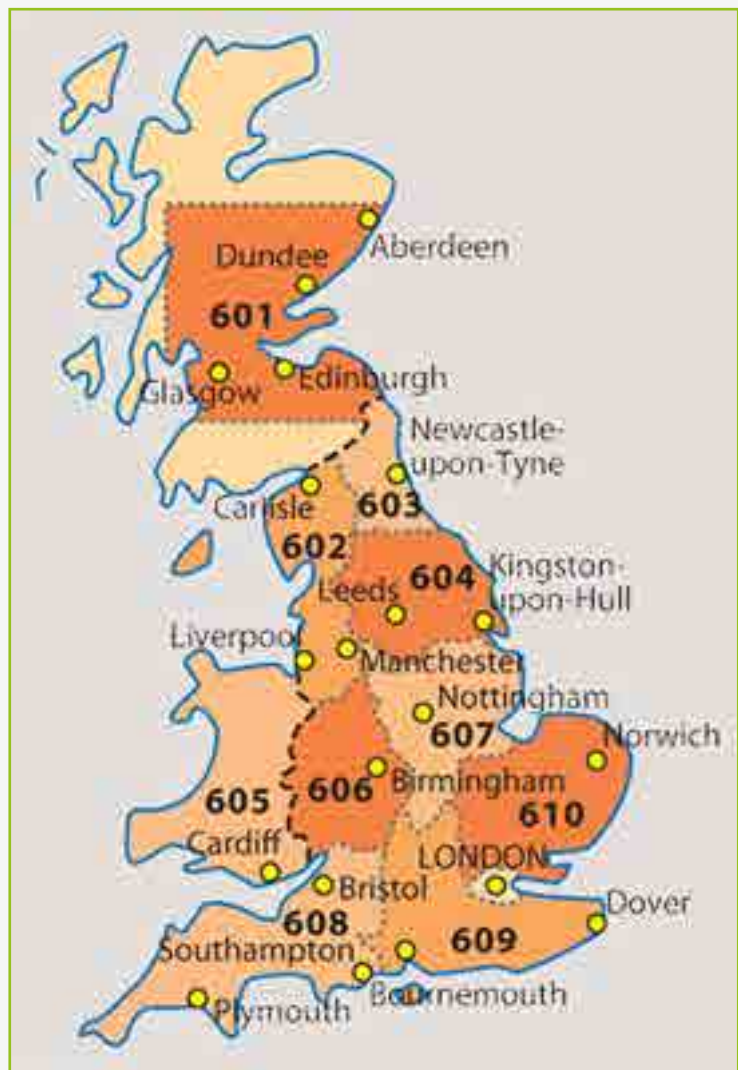 Aberdeen
Dundee
601
Glasgow
Edinburgh
Newcastle-
upon-Tyne
Carlisle
603
602
Kingston-
upon-Hull
604
Leeds
Liverpool
Manchester
Nottingham
607
Norwich
606
Birmingham
605
610
Cardiff
LONDON
Bristol
Dover
608
609
Southampton
Bournemouth
Plymouth